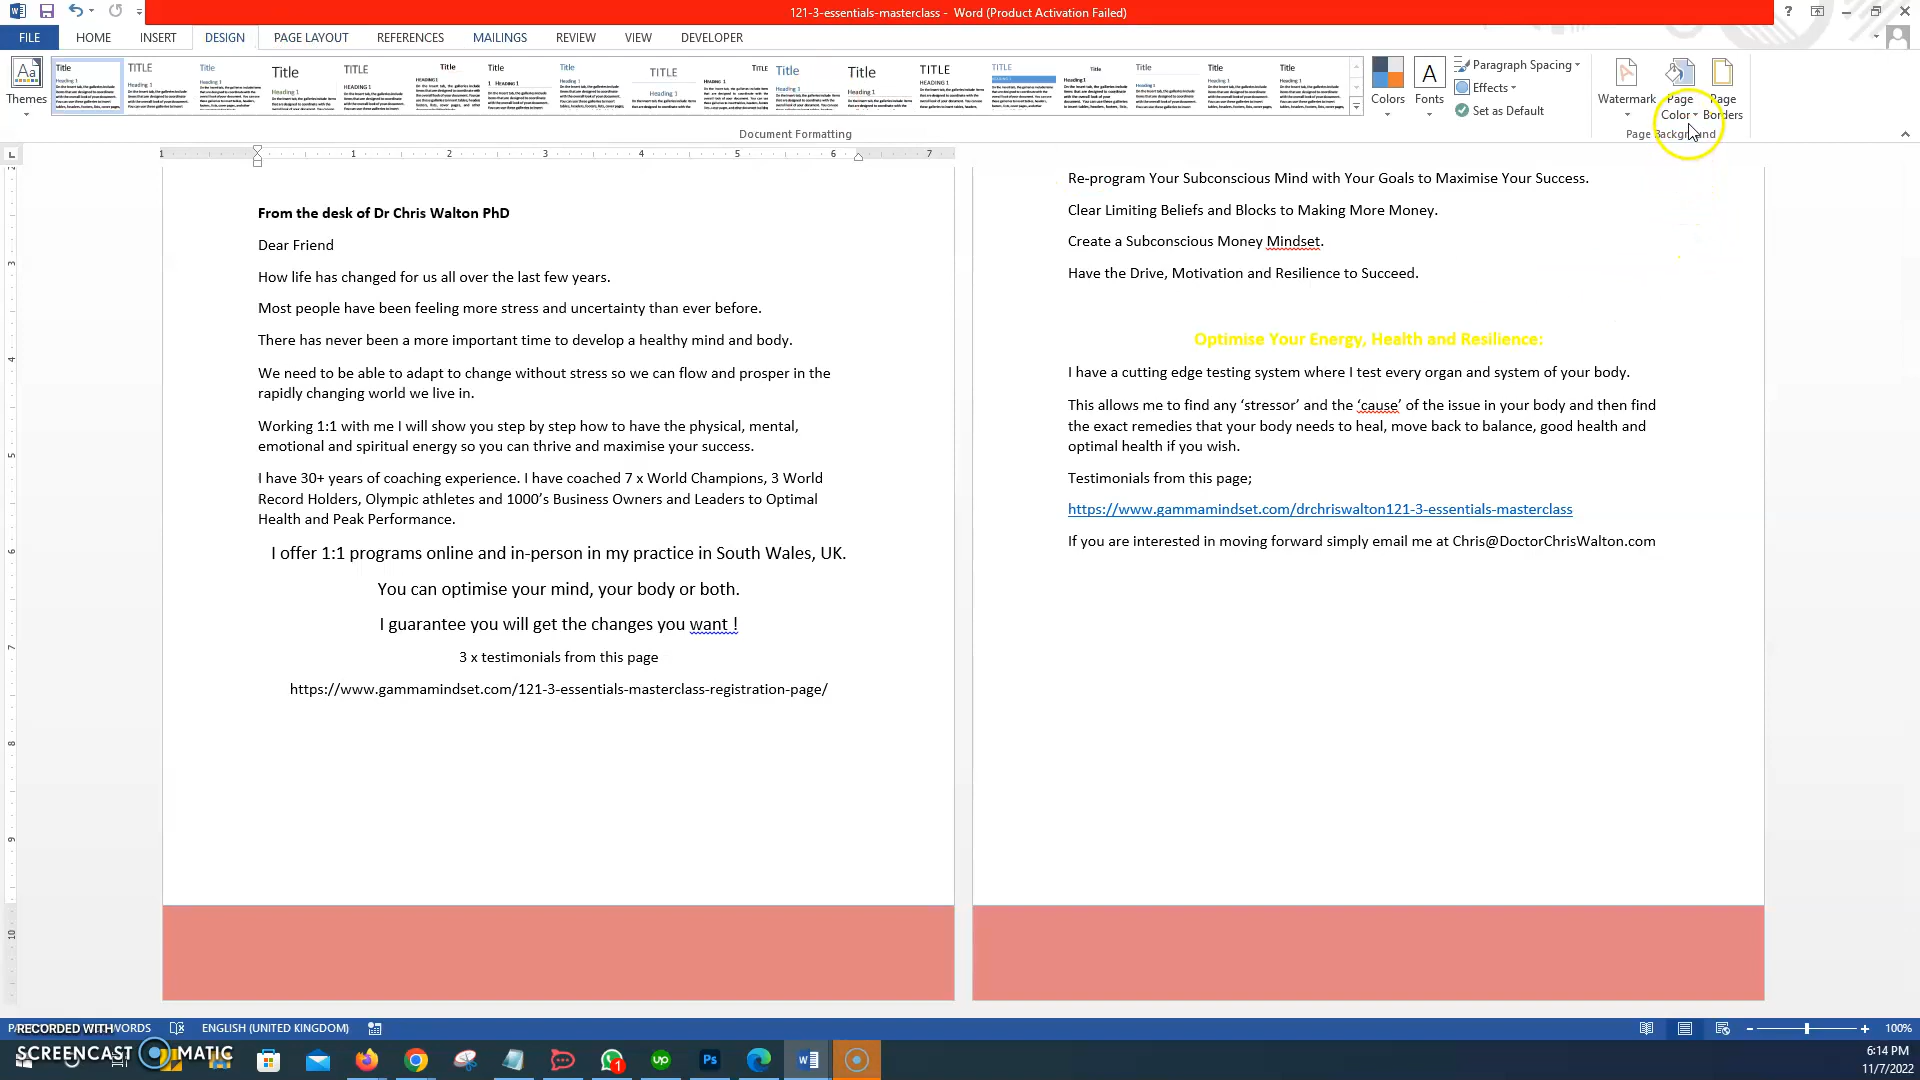 121-3-essentials-masterclass - Word (Product Activation Failed)
FILE
HOME
INSERT
DESIGN
PAGE LAYOUT
REFERENCES
MAILINGS
REVIEW
VIEW
DEVELOPER
Themes
Colors
Fonts
Paragraph Spacing
Effects
Set as Default
Watermark
Page Color
Page Borders
Document Formatting
Page Background
From the desk of Dr Chris Walton PhD
Dear Friend
How life has changed for us all over the last few years.
Most people have been feeling more stress and uncertainty than ever before.
There has never been a more important time to develop a healthy mind and body.
We need to be able to adapt to change without stress so we can flow and prosper in the
rapidly changing world we live in.
Working 1:1 with me I will show you step by step how to have the physical, mental,
emotional and spiritual energy so you can thrive and maximise your success.
I have 30+ years of coaching experience. I have coached 7 x World Champions, 3 World
Record Holders, Olympic athletes and 1000’s Business Owners and Leaders to Optimal
Health and Peak Performance.
I offer 1:1 programs online and in-person in my practice in South Wales, UK.
You can optimise your mind, your body or both.
I guarantee you will get the changes you want !
3 x testimonials from this page
https://www.gammamindset.com/121-3-essentials-masterclass-registration-page/
Re-program Your Subconscious Mind with Your Goals to Maximise Your Success.
Clear Limiting Beliefs and Blocks to Making More Money.
Create a Subconscious Money Mindset.
Have the Drive, Motivation and Resilience to Succeed.
Optimise Your Energy, Health and Resilience:
I have a cutting edge testing system where I test every organ and system of your body.
This allows me to find any ‘stressor’ and the ‘cause’ of the issue in your body and then find
the exact remedies that your body needs to heal, move back to balance, good health and
optimal health if you wish.
Testimonials from this page;
https://www.gammamindset.com/drchriswalton121-3-essentials-masterclass
If you are interested in moving forward simply email me at Chris@DoctorChrisWalton.com
WORDS
ENGLISH (UNITED KINGDOM)
100%
RECORDED WITH
SCREENCAST MATIC
6:14 PM
11/7/2022